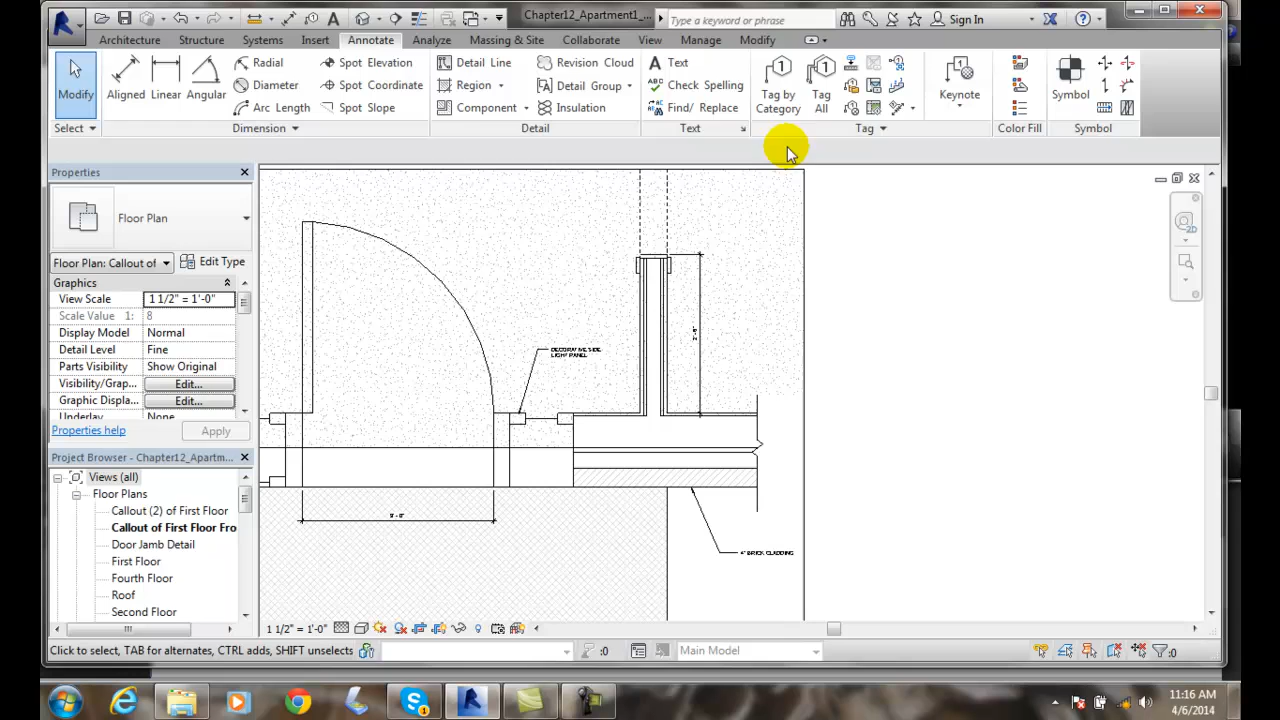 Chapter12_Apartment1_...
Type a keyword or phrase
Sign In
Architecture Structure Systems Insert Annotate Analyze Massing & Site Collaborate View Manage Modify
Modify
Aligned Linear Angular
Radial
Diameter
Arc Length
Spot Elevation
Spot Coordinate
Spot Slope
Detail Line
Region
Component
Revision Cloud
Detail Group
Insulation
Text
Check Spelling
Find/ Replace
Tag by
Category
Tag
All
Keynote
Symbol
Select Dimension Detail Text Tag Color Fill Symbol
Properties
Floor Plan
Floor Plan: Callout of Edit Type
Graphics
View Scale 1 1/2" = 1'-0"
Scale Value 1: 8
Display Model Normal
Detail Level Fine
Parts Visibility Show Original
Visibility/Grap... Edit...
Graphic Displa... Edit...
Underlay None
Properties help Apply
Project Browser - Chapter12_Apartm...
Views (all)
Floor Plans
Callout (2) of First Floor
Callout of First Floor Fro
Door Jamb Detail
First Floor
Fourth Floor
Roof
Second Floor
DECORATIVE SIDE
LIGHT PANEL
4" BRICK CLADDING
1 1/2" = 1'-0"
Click to select, TAB for alternates, CTRL adds, SHIFT unselects
:0
Main Model
:0
11:16 AM
4/6/2014